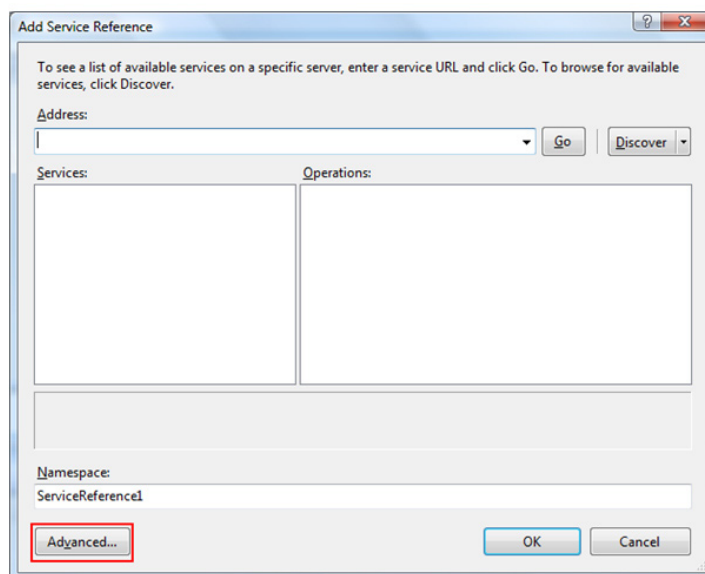 Add Service Reference
To see a list of available services on a specific server, enter a service URL and click Go. To browse for available
services, click Discover.
Address:
Go
Discover
Services:
Operations:
Namespace:
ServiceReference1
Advanced...
OK
Cancel